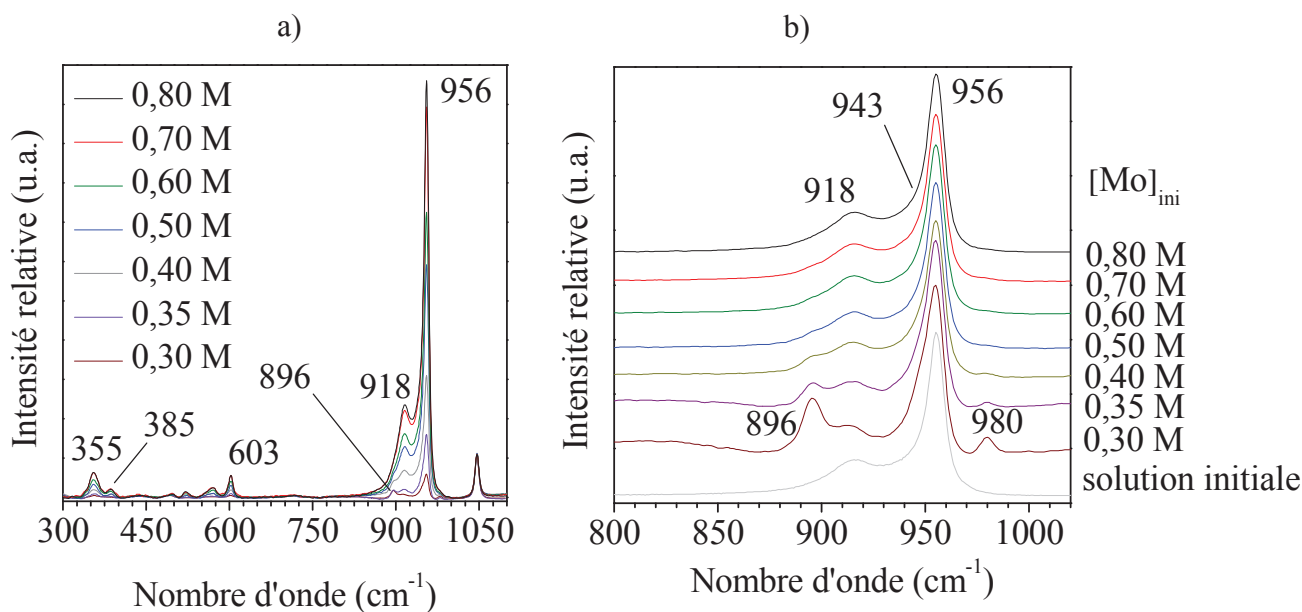 a)
0,80 M
0,70 M
0,60 M
0,50 M
0,40 M
0,35 M
0,30 M
956
918
896
355
385
603
Intensité relative (u.a.)
300 450 600 750 900 1050
Nombre d'onde (cm⁻¹)
b)
956
943
918
896
980
[Mo]ini
0,80 M
0,70 M
0,60 M
0,50 M
0,40 M
0,35 M
0,30 M
solution initiale
Intensité relative (u.a.)
800 850 900 950 1000
Nombre d'onde (cm⁻¹)